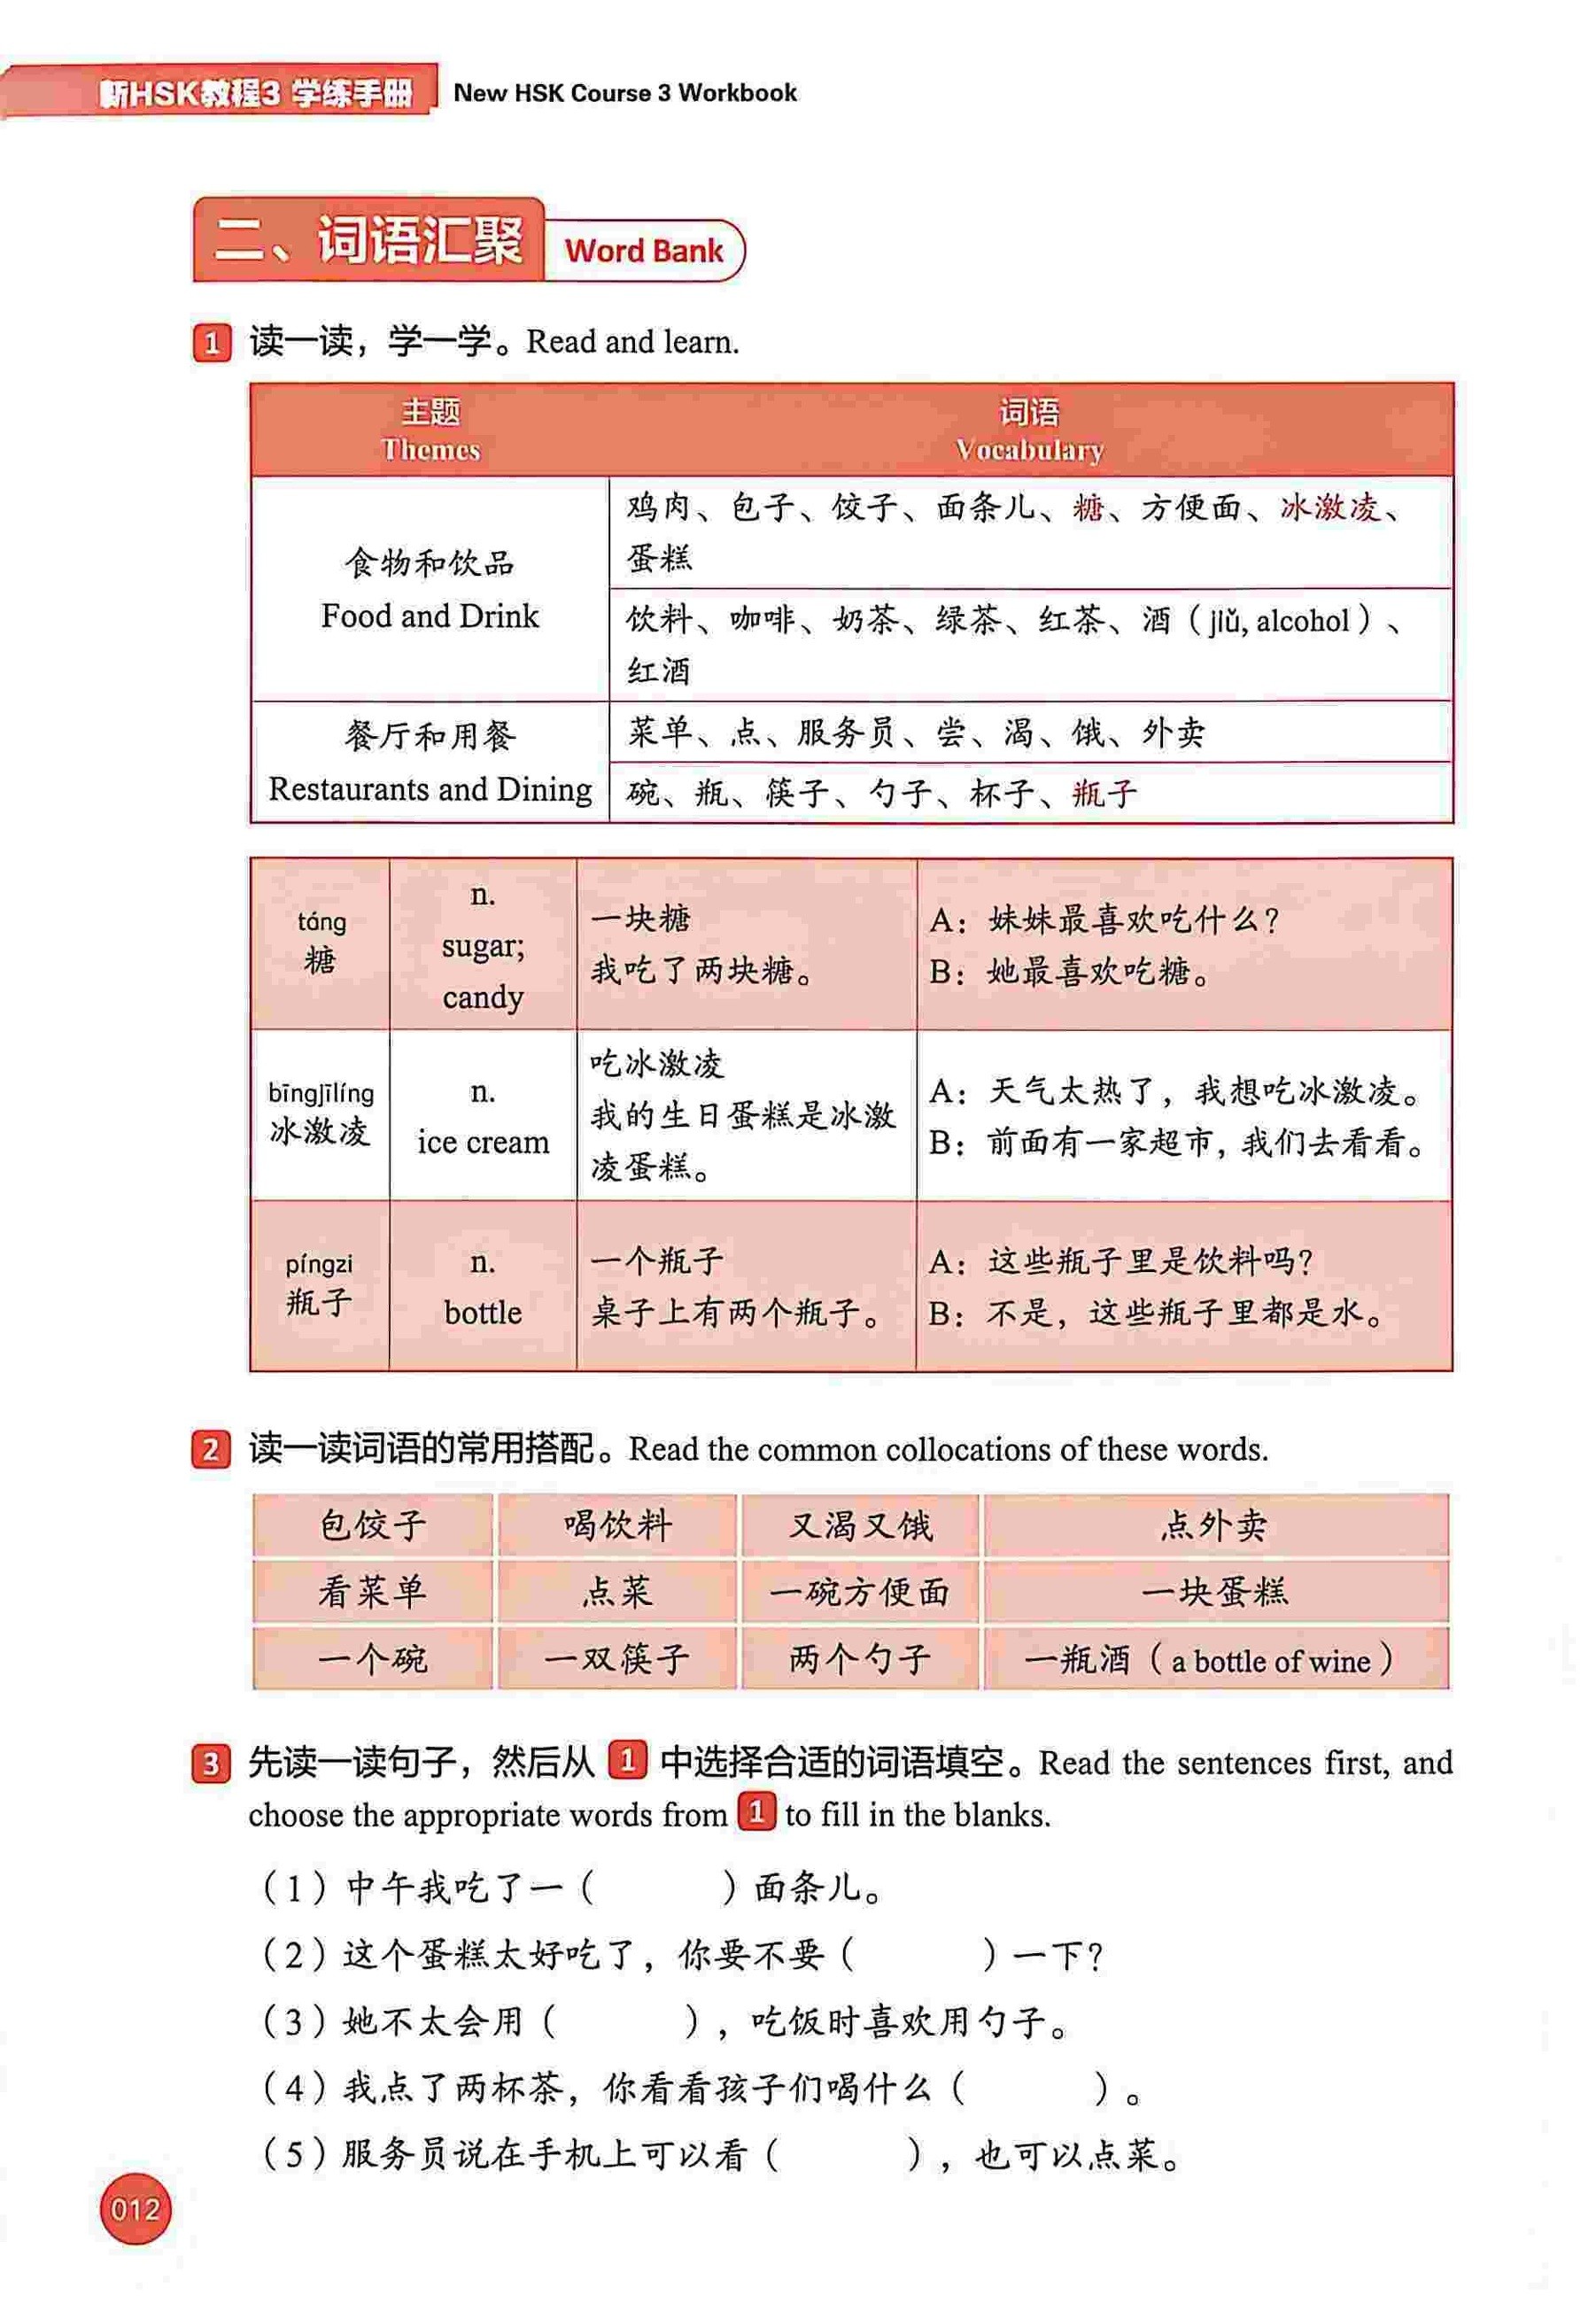 新HSK教程3 学练手册 New HSK Course 3 Workbook
二、词语汇聚 Word Bank
1 读一读，学一学。Read and learn.
主题 词语
Themes Vocabulary
食物和饮品
Food and Drink
鸡肉、包子、饺子、面条儿、糖、方便面、冰激凌、
蛋糕
饮料、咖啡、奶茶、绿茶、红茶、酒（jiǔ, alcohol）、
红酒
餐厅和用餐
Restaurants and Dining
菜单、点、服务员、尝、渴、饿、外卖
碗、瓶、筷子、勺子、杯子、瓶子
táng
糖
n.
sugar;
candy
一块糖
我吃了两块糖。
A：妹妹最喜欢吃什么？
B：她最喜欢吃糖。
bīngjīlíng
冰激凌
n.
ice cream
吃冰激凌
我的生日蛋糕是冰激
凌蛋糕。
A：天气太热了，我想吃冰激凌。
B：前面有一家超市，我们去看看。
píngzi
瓶子
n.
bottle
一个瓶子
桌子上有两个瓶子。
A：这些瓶子里是饮料吗？
B：不是，这些瓶子里都是水。
2 读一读词语的常用搭配。Read the common collocations of these words.
包饺子 喝饮料 又渴又饿 点外卖
看菜单 点菜 一碗方便面 一块蛋糕
一个碗 一双筷子 两个勺子 一瓶酒（a bottle of wine）
3 先读一读句子，然后从 1 中选择合适的词语填空。Read the sentences first, and
choose the appropriate words from 1 to fill in the blanks.
（1）中午我吃了一（ ）面条儿。
（2）这个蛋糕太好吃了，你要不要（ ）一下？
（3）她不太会用（ ），吃饭时喜欢用勺子。
（4）我点了两杯茶，你看看孩子们喝什么（ ）。
（5）服务员说在手机上可以看（ ），也可以点菜。
012